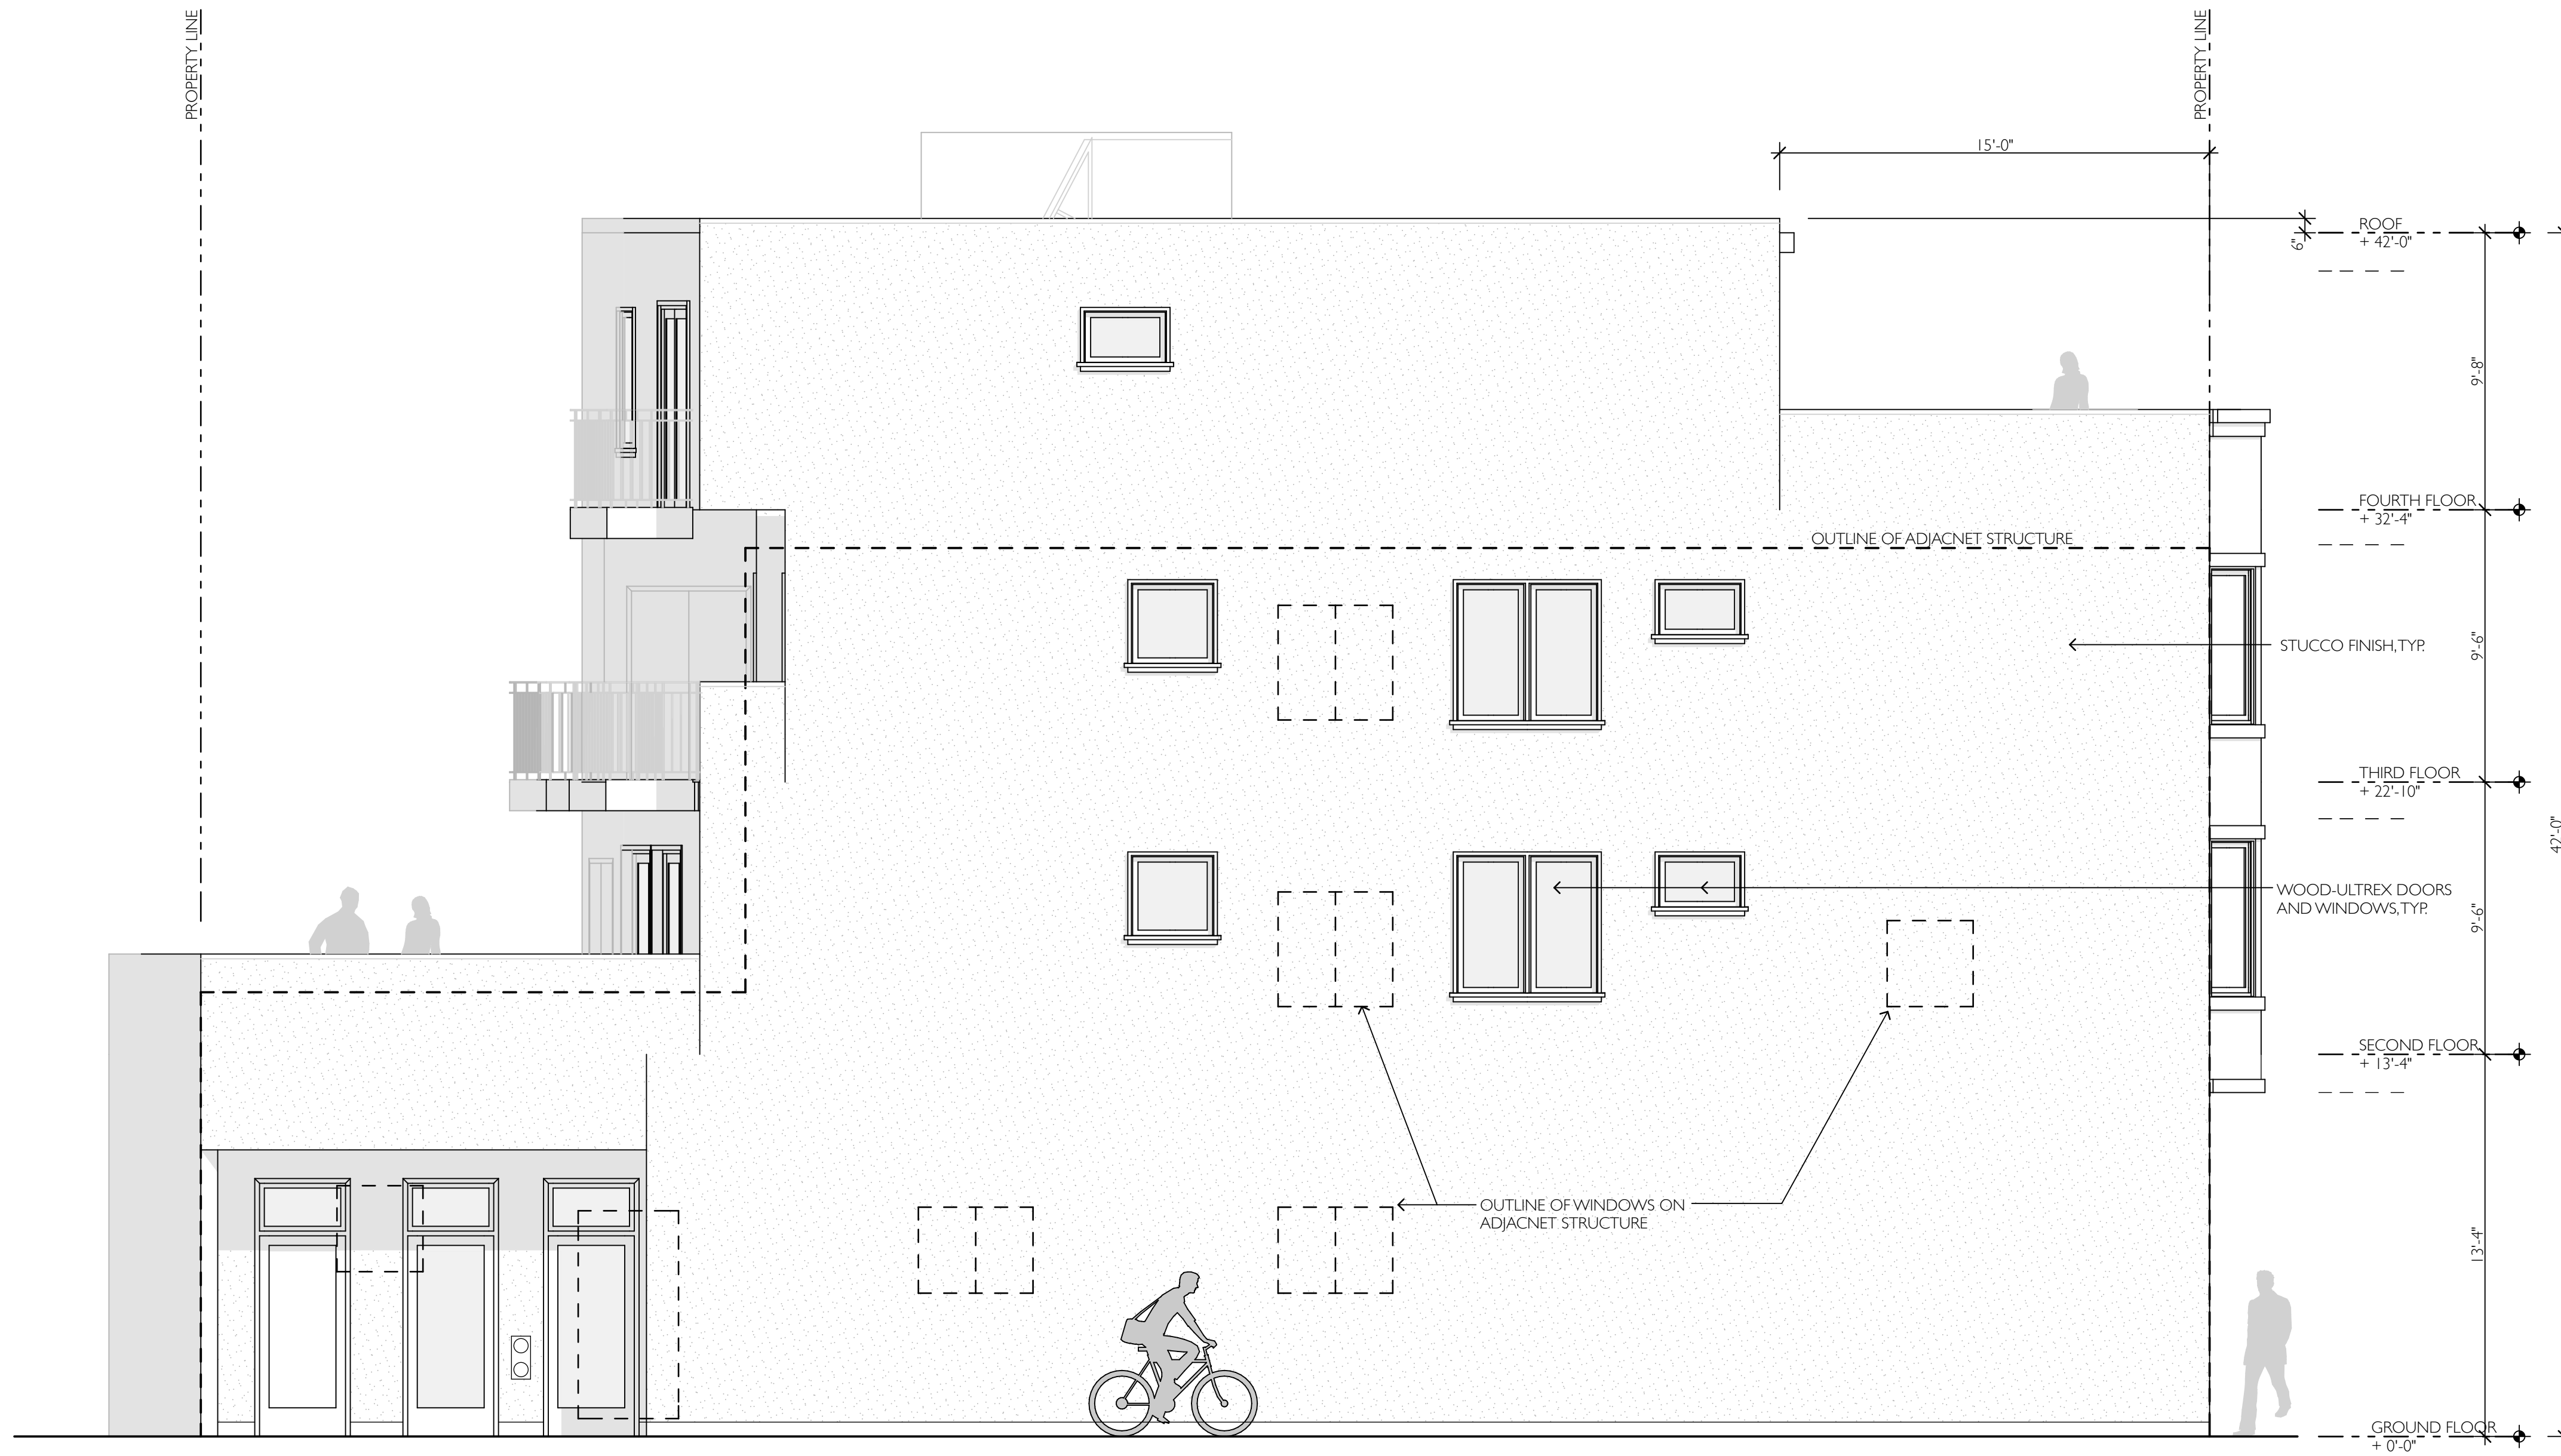 PROPERTY LINE
PROPERTY LINE
15'-0"
6"
ROOF
+ 42'-0"
9'-8"
FOURTH FLOOR
+ 32'-4"
OUTLINE OF ADJACNET STRUCTURE
STUCCO FINISH, TYP.
9'-6"
THIRD FLOOR
+ 22'-10"
42'-0"
WOOD-ULTREX DOORS
AND WINDOWS, TYP.
9'-6"
SECOND FLOOR
+ 13'-4"
OUTLINE OF WINDOWS ON
ADJACNET STRUCTURE
13'-4"
GROUND FLOOR
+ 0'-0"